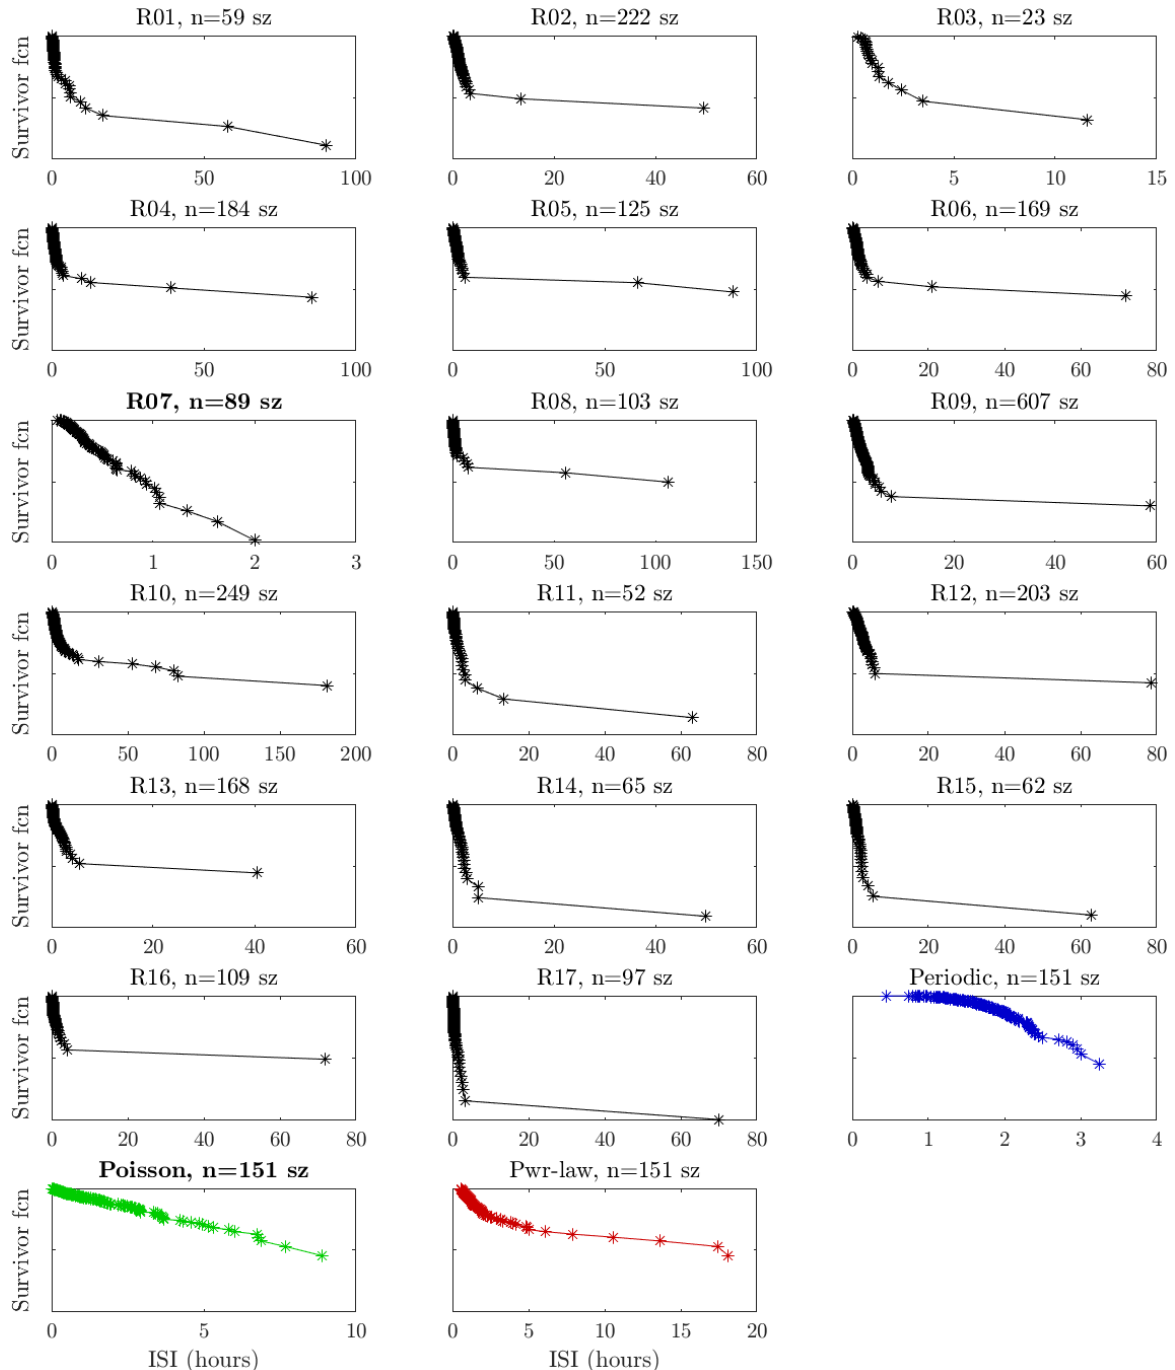 R01, n=59 sz
R02, n=222 sz
R03, n=23 sz
Survivor fcn
0 50 100
0 20 40 60
0 5 10 15
R04, n=184 sz
R05, n=125 sz
R06, n=169 sz
Survivor fcn
0 50 100
0 50 100
0 20 40 60 80
R07, n=89 sz
R08, n=103 sz
R09, n=607 sz
Survivor fcn
0 1 2 3
0 50 100 150
0 20 40 60
R10, n=249 sz
R11, n=52 sz
R12, n=203 sz
Survivor fcn
0 50 100 150 200
0 20 40 60 80
0 20 40 60 80
R13, n=168 sz
R14, n=65 sz
R15, n=62 sz
Survivor fcn
0 20 40 60
0 20 40 60
0 20 40 60 80
R16, n=109 sz
R17, n=97 sz
Periodic, n=151 sz
Survivor fcn
0 20 40 60 80
0 20 40 60 80
0 1 2 3 4
Poisson, n=151 sz
Pwr-law, n=151 sz
Survivor fcn
0 5 10
0 5 10 15 20
ISI (hours)
ISI (hours)